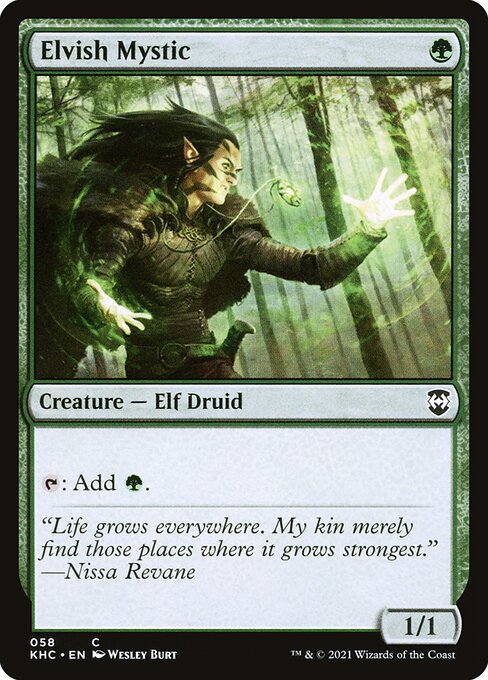 Elvish Mystic
Creature — Elf Druid
: Add .
“Life grows everywhere. My kin merely
find those places where it grows strongest.”
—Nissa Revane
1/1
058 C
KHC • EN Wesley Burt
™ & © 2021 Wizards of the Coast